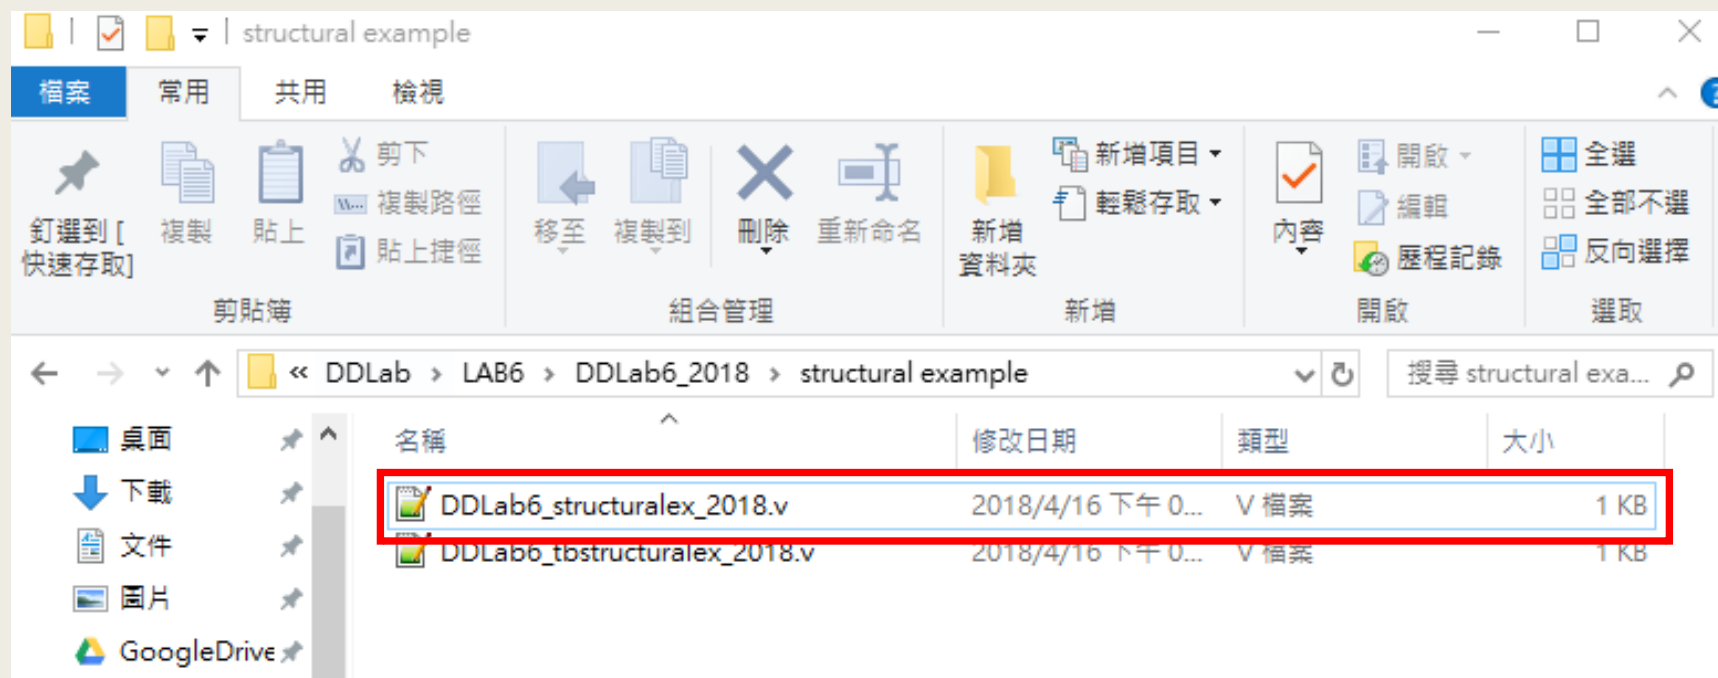 structural example
檔案 常用 共用 檢視
釘選到 [
快速存取]
複製
貼上
剪下
複製路徑
貼上捷徑
剪貼簿
移至
複製到
刪除
重新命名
組合管理
新增
資料夾
新增項目
輕鬆存取
新增
內容
開啟
編輯
歷程記錄
開啟
全選
全部不選
反向選擇
選取
« DDLab › LAB6 › DDLab6_2018 › structural example
搜尋 structural exa...
桌面
下載
文件
圖片
GoogleDrive
名稱 修改日期 類型 大小
DDLab6_structuralex_2018.v 2018/4/16 下午 0... V 檔案 1 KB
DDLab6_tbstructuralex_2018.v 2018/4/16 下午 0... V 檔案 1 KB